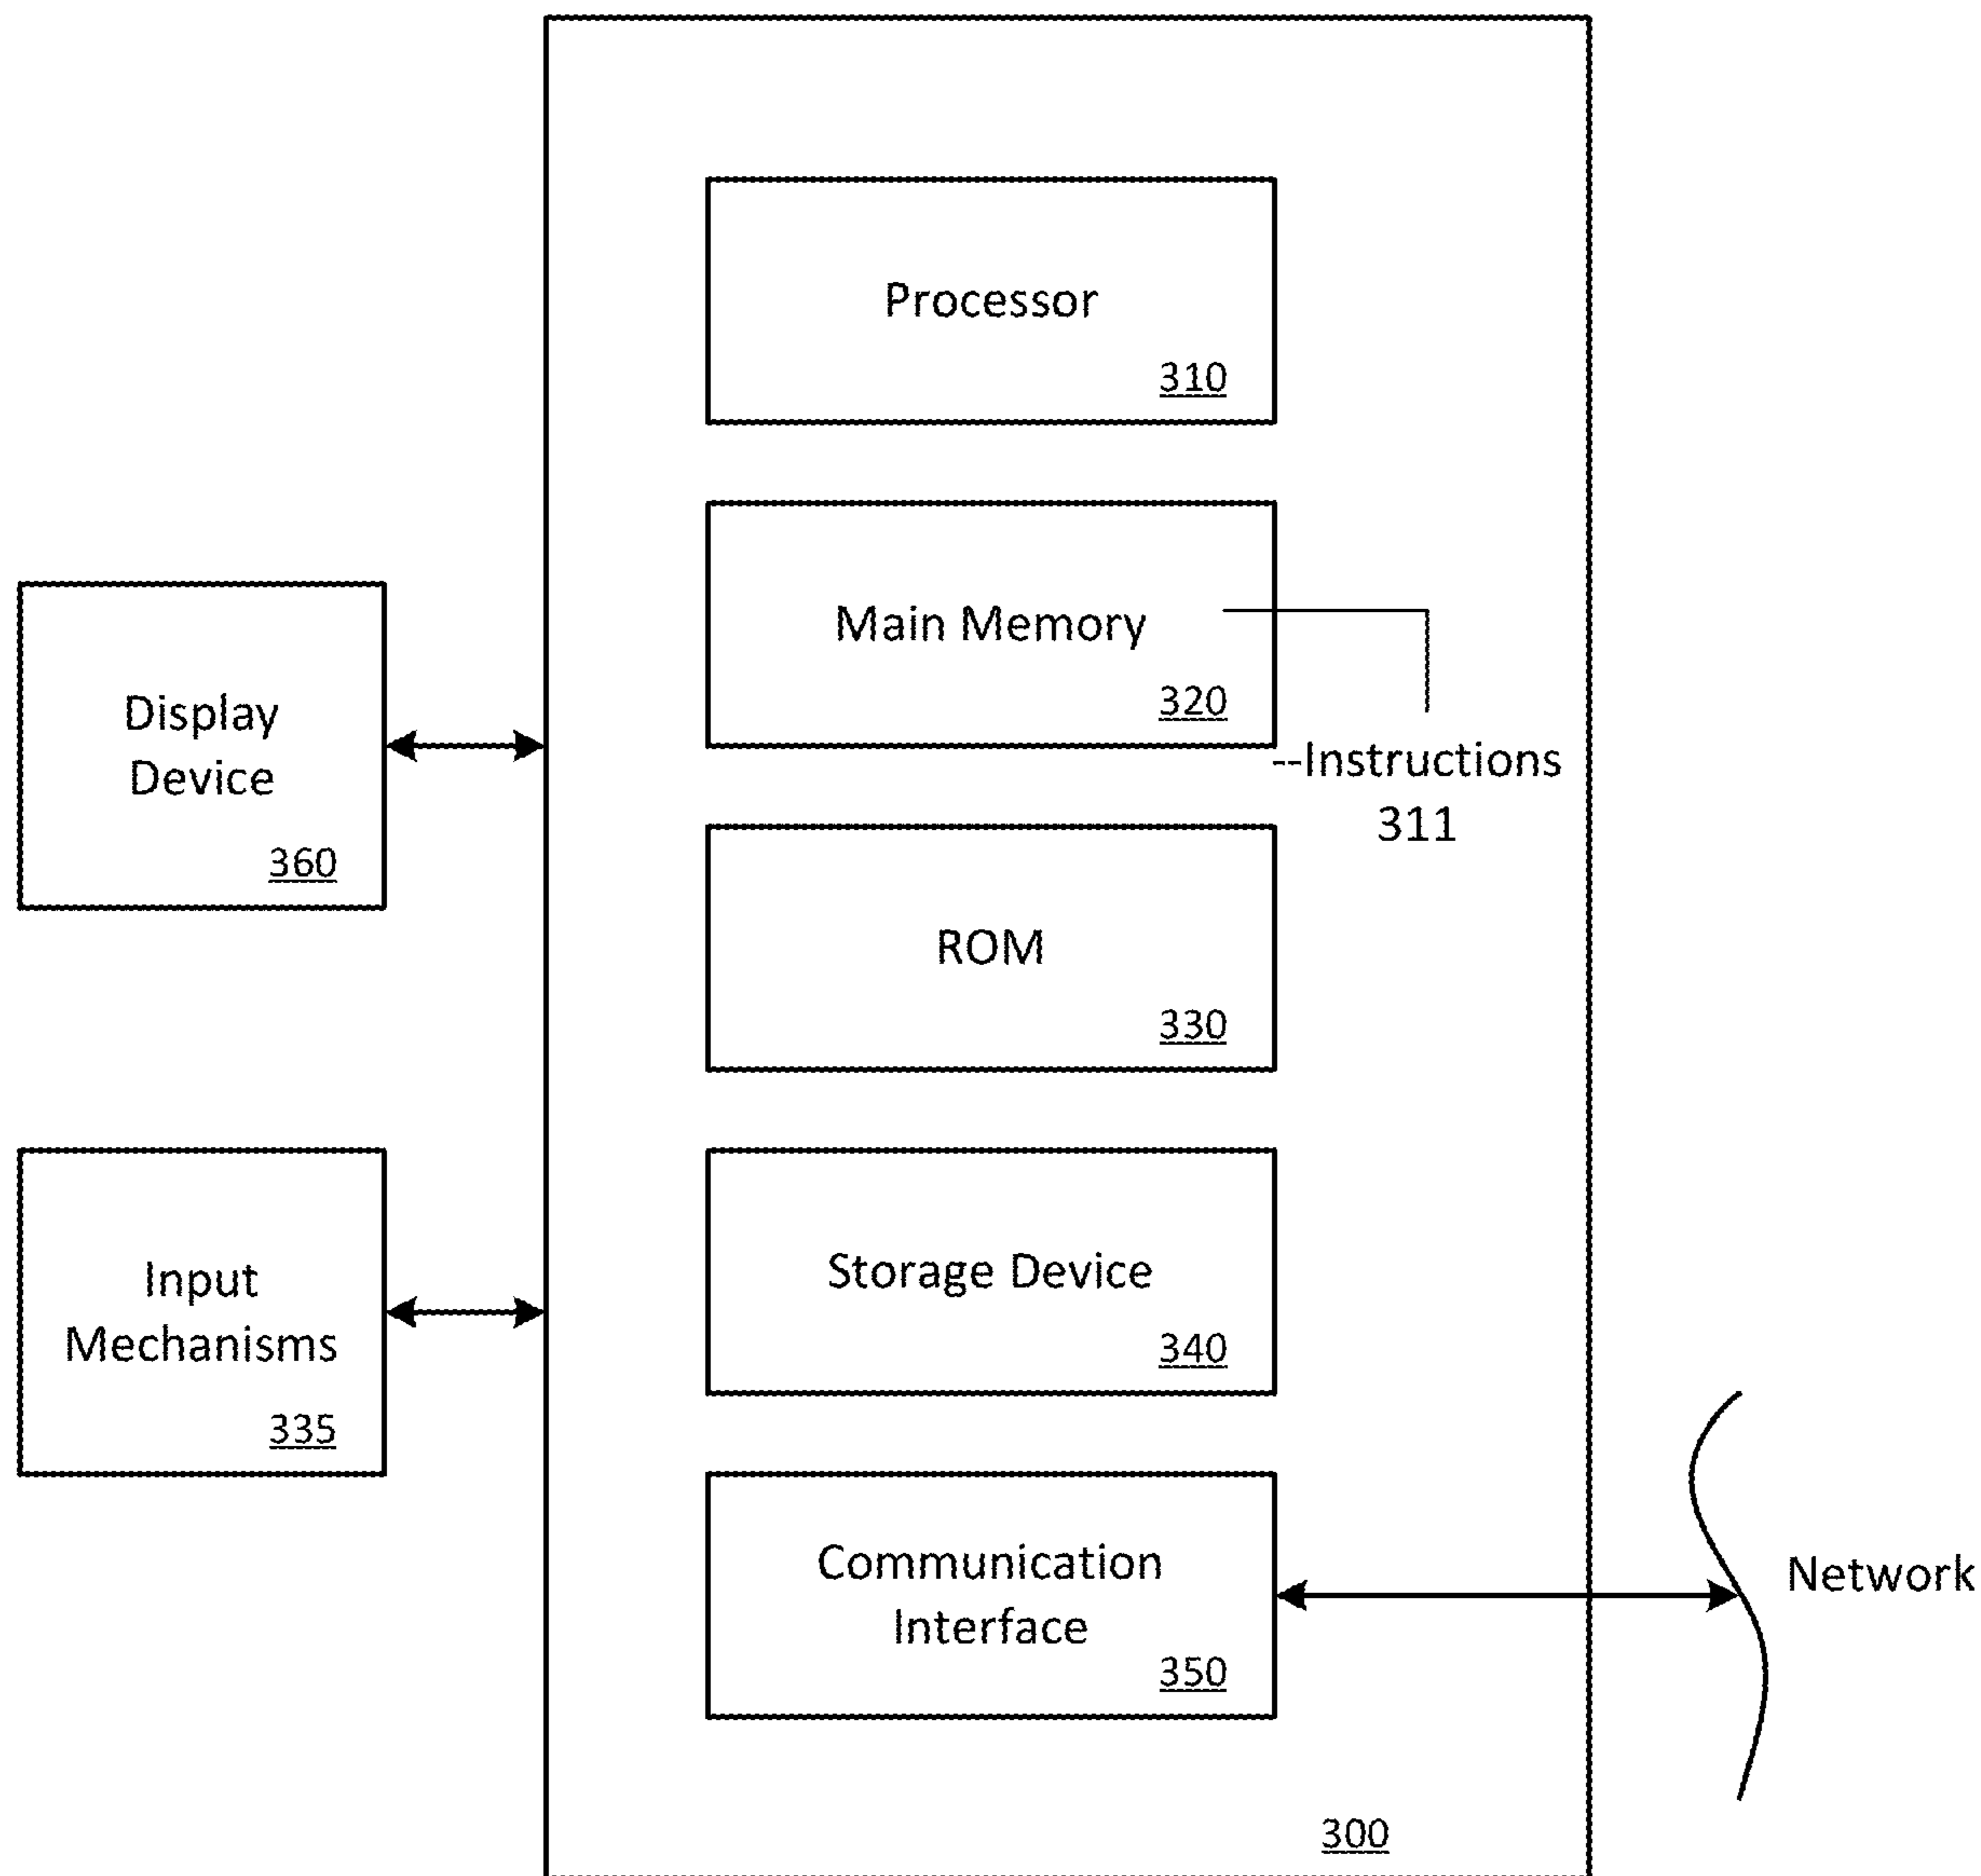 Processor
310
Main Memory
320
--Instructions
311
Display
Device
360
ROM
330
Storage Device
340
Input
Mechanisms
335
Communication
Interface
350
Network
300